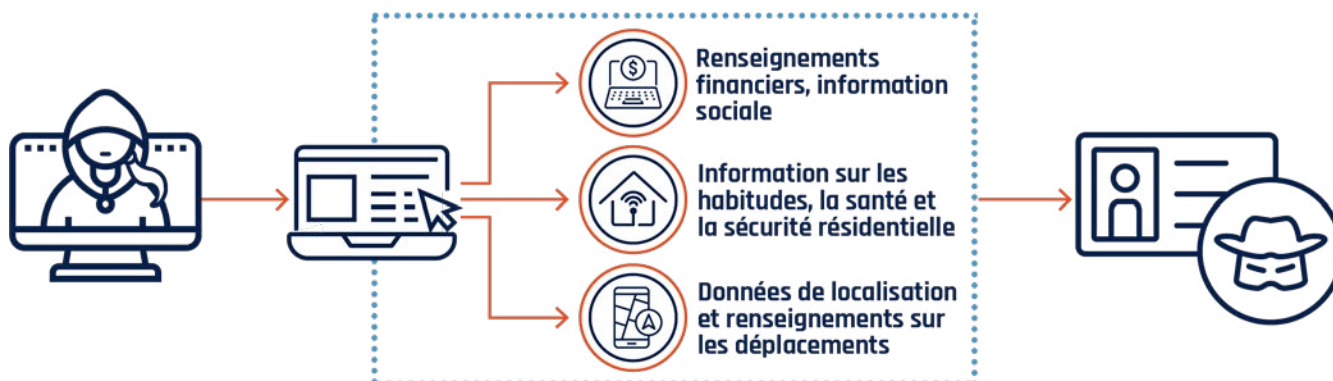 Renseignements
financiers, information
sociale
Information sur les
habitudes, la santé et
la sécurité résidentielle
Données de localisation
et renseignements sur
les déplacements